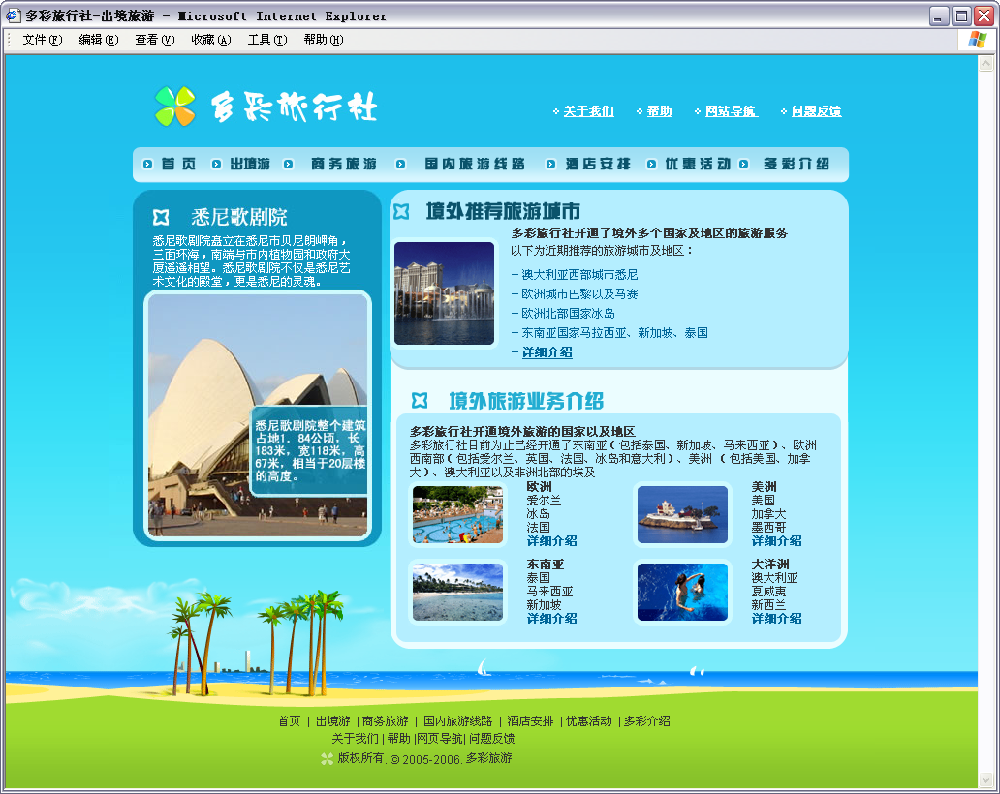 多彩旅行社-出境旅游 - Microsoft Internet Explorer
文件(F) 编辑(E) 查看(V) 收藏(A) 工具(T) 帮助(H)
多彩旅行社
关于我们 帮助 网站导航 问题反馈
首页 出境游 商务旅游 国内旅游线路 酒店安排 优惠活动 多彩介绍
悉尼歌剧院
悉尼歌剧院矗立在悉尼市贝尼朗岬角，
三面环海，南端与市内植物园和政府大
厦遥遥相望。悉尼歌剧院不仅是悉尼艺
术文化的殿堂，更是悉尼的灵魂。
悉尼歌剧院整个建筑
占地1．84公顷，长
183米，宽118米，高
67米，相当于20层楼
的高度。
境外推荐旅游城市
多彩旅行社开通了境外多个国家及地区的旅游服务
以下为近期推荐的旅游城市及地区：
－澳大利亚西部城市悉尼
－欧洲城市巴黎以及马赛
－欧洲北部国家冰岛
－东南亚国家马拉西亚、新加坡、泰国
－详细介绍
境外旅游业务介绍
多彩旅行社开通境外旅游的国家以及地区
多彩旅行社目前为止已经开通了东南亚（包括泰国、新加坡、马来西亚）、欧洲
西南部（包括爱尔兰、英国、法国、冰岛和意大利）、美洲 （ 包括美国、加拿
大）、澳大利亚以及非洲北部的埃及
欧洲
爱尔兰
冰岛
法国
详细介绍
美洲
美国
加拿大
墨西哥
详细介绍
东南亚
泰国
马来西亚
新加坡
详细介绍
大洋洲
澳大利亚
夏威夷
新西兰
详细介绍
首页 | 出境游 |商务旅游 | 国内旅游线路 | 酒店安排 |优惠活动 |多彩介绍
关于我们 |帮助 |网页导航| 问题反馈
版权所有. © 2005-2006. 多彩旅游